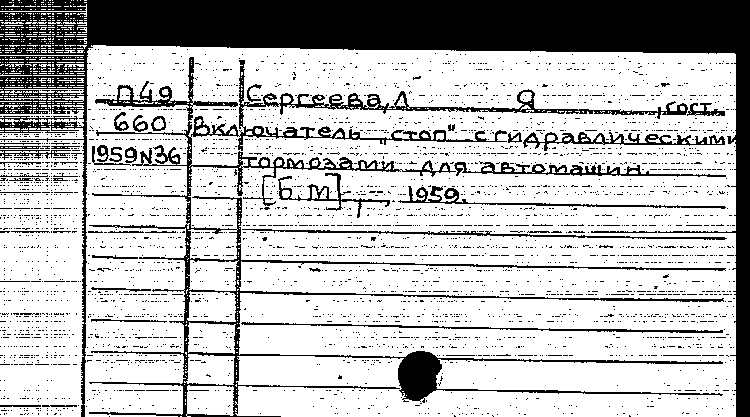 П49 Сергеева, Л Я , сост.
660 Включатель „стоп" с гидравлическими
1959N36 тормозами для автомашин.
[Б.М], 1959.